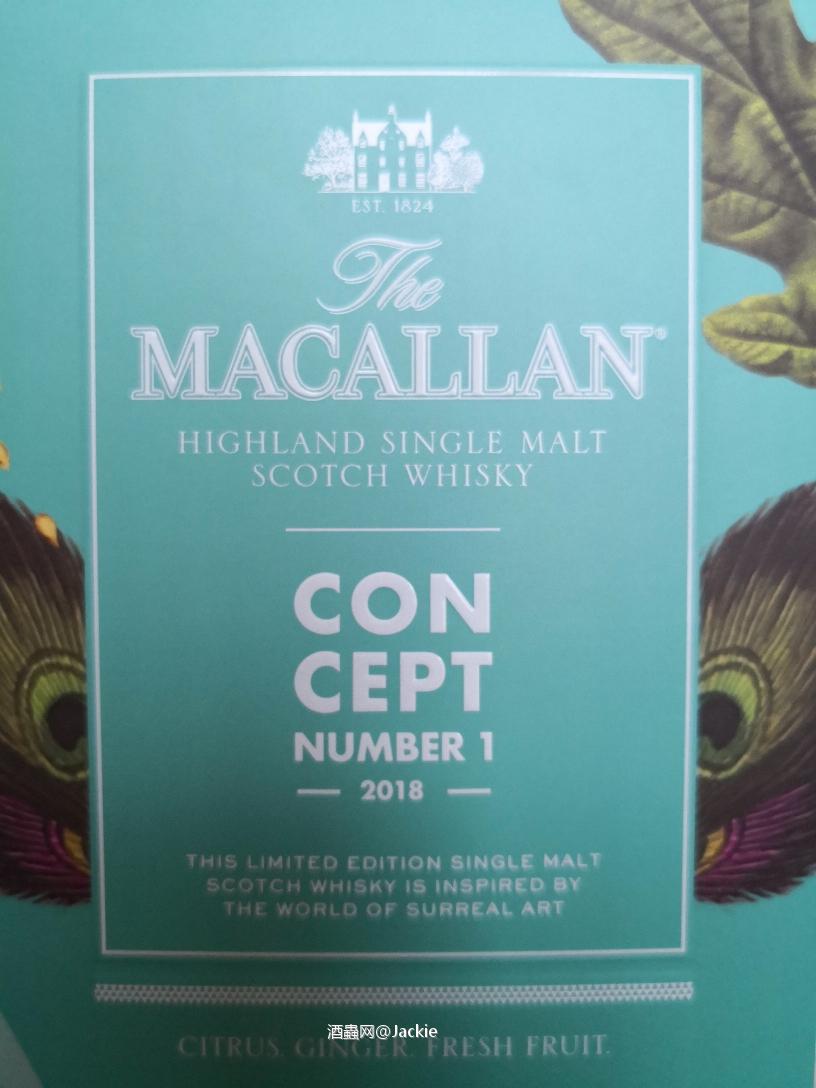 EST. 1824
The
MACALLAN®
HIGHLAND SINGLE MALT
SCOTCH WHISKY
CON
CEPT
NUMBER 1
— 2018 —
THIS LIMITED EDITION SINGLE MALT
SCOTCH WHISKY IS INSPIRED BY
THE WORLD OF SURREAL ART
酒蟲网@Jackie
CITRUS. GINGER. FRESH FRUIT.